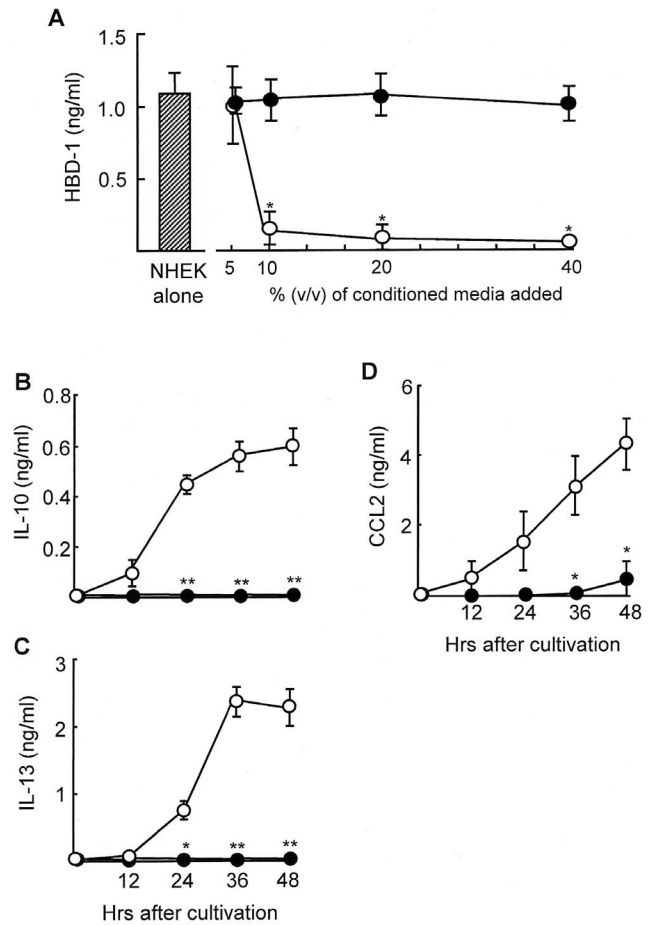 A
HBD-1 (ng/ml)
1.5
1.0
0.5
* * *
NHEK
alone
5 10 20 40
% (v/v) of conditioned media added
B
IL-10 (ng/ml)
0.8
0.6
0.4
0.2
** ** **
C
IL-13 (ng/ml)
3
2
1
* ** **
12 24 36 48
Hrs after cultivation
D
CCL2 (ng/ml)
6
4
2
* *
12 24 36 48
Hrs after cultivation